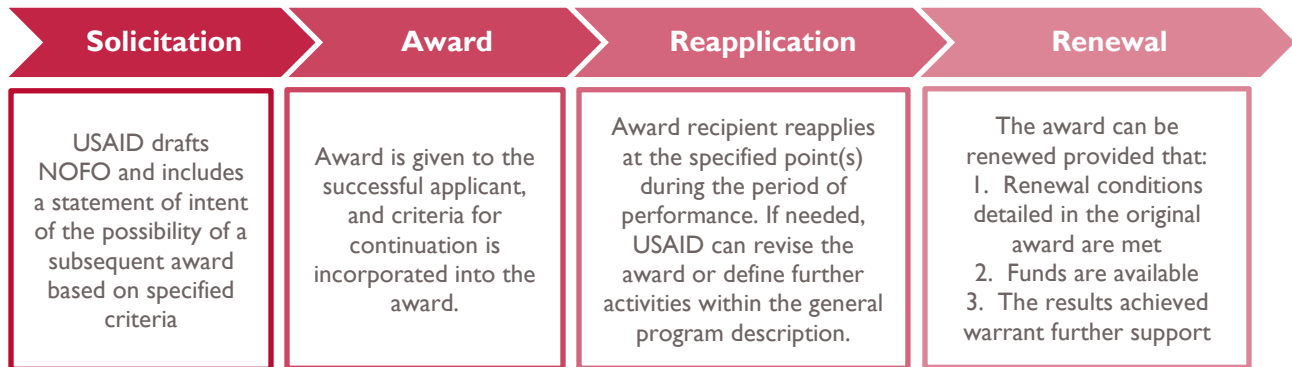 Solicitation
Award
Reapplication
Renewal
USAID drafts
NOFO and includes
a statement of intent
of the possibility of a
subsequent award
based on specified
criteria
Award is given to the
successful applicant,
and criteria for
continuation is
incorporated into the
award.
Award recipient reapplies
at the specified point(s)
during the period of
performance. If needed,
USAID can revise the
award or define further
activities within the general
program description.
The award can be
renewed provided that:
1. Renewal conditions
detailed in the original
award are met
2. Funds are available
3. The results achieved
warrant further support